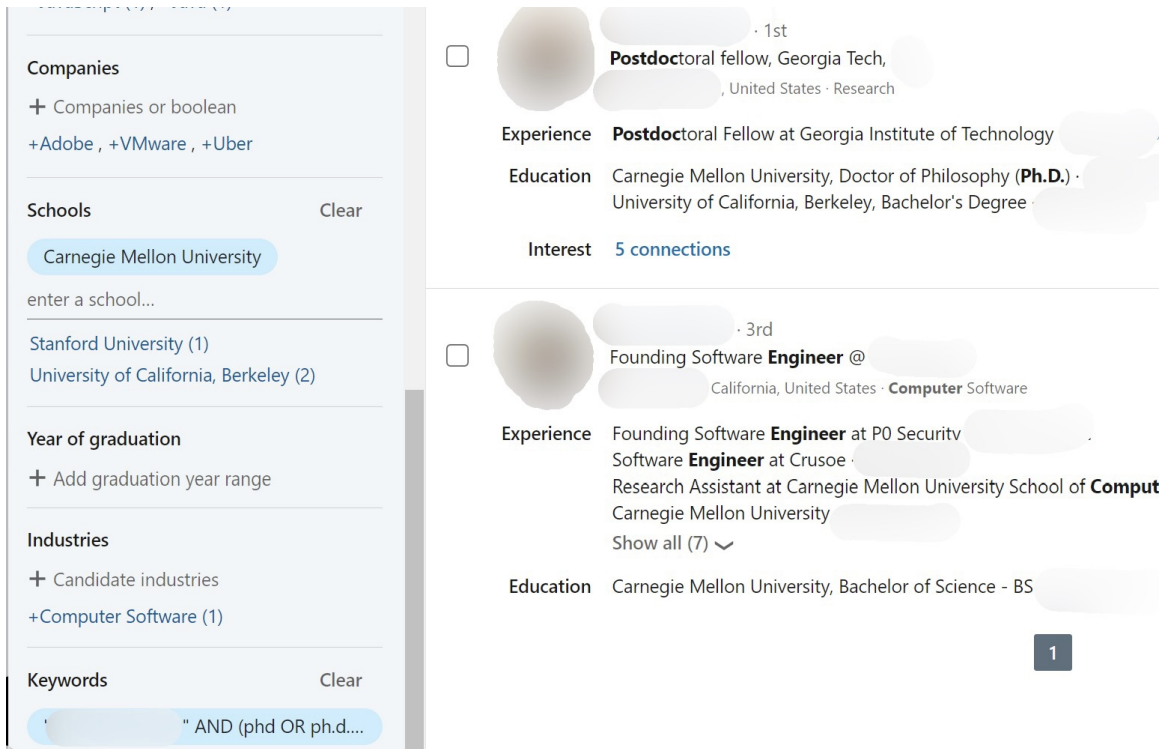 Companies
+ Companies or boolean
+Adobe , +VMware , +Uber
Schools Clear
Carnegie Mellon University
enter a school...
Stanford University (1)
University of California, Berkeley (2)
Year of graduation
+ Add graduation year range
Industries
+ Candidate industries
+Computer Software (1)
Keywords Clear
" AND (phd OR ph.d....
· 1st
Postdoctoral fellow, Georgia Tech,
, United States · Research
Experience Postdoctoral Fellow at Georgia Institute of Technology
Education Carnegie Mellon University, Doctor of Philosophy (Ph.D.) ·
University of California, Berkeley, Bachelor's Degree ·
Interest 5 connections
· 3rd
Founding Software Engineer @
California, United States · Computer Software
Experience Founding Software Engineer at P0 Security
Software Engineer at Crusoe ·
Research Assistant at Carnegie Mellon University School of Comput
Carnegie Mellon University
Show all (7)
Education Carnegie Mellon University, Bachelor of Science - BS
1